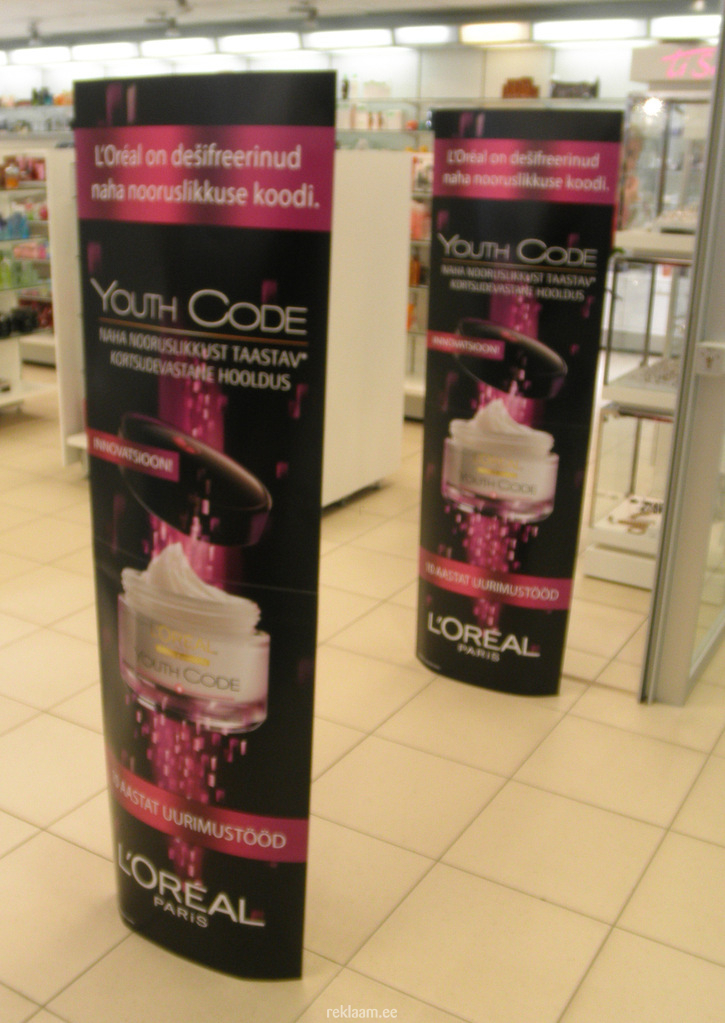 L'Oréal on dešifreerinud
naha nooruslikkuse koodi.
YOUTH CODE
NAHA NOORUSLIKKUST TAASTAV*
KORTSUDEVASTANE HOOLDUS
INNOVATSIOON!
L'ORÉAL
YOUTH CODE
10 AASTAT UURIMUSTÖÖD
L'ORÉAL
PARIS
L'Oréal on dešifreerinud
naha nooruslikkuse koodi.
YOUTH CODE
NAHA NOORUSLIKKUST TAASTAV*
KORTSUDEVASTANE HOOLDUS
INNOVATSIOON!
YOUTH CODE
10 AASTAT UURIMUSTÖÖD
L'ORÉAL
PARIS
reklaam.ee